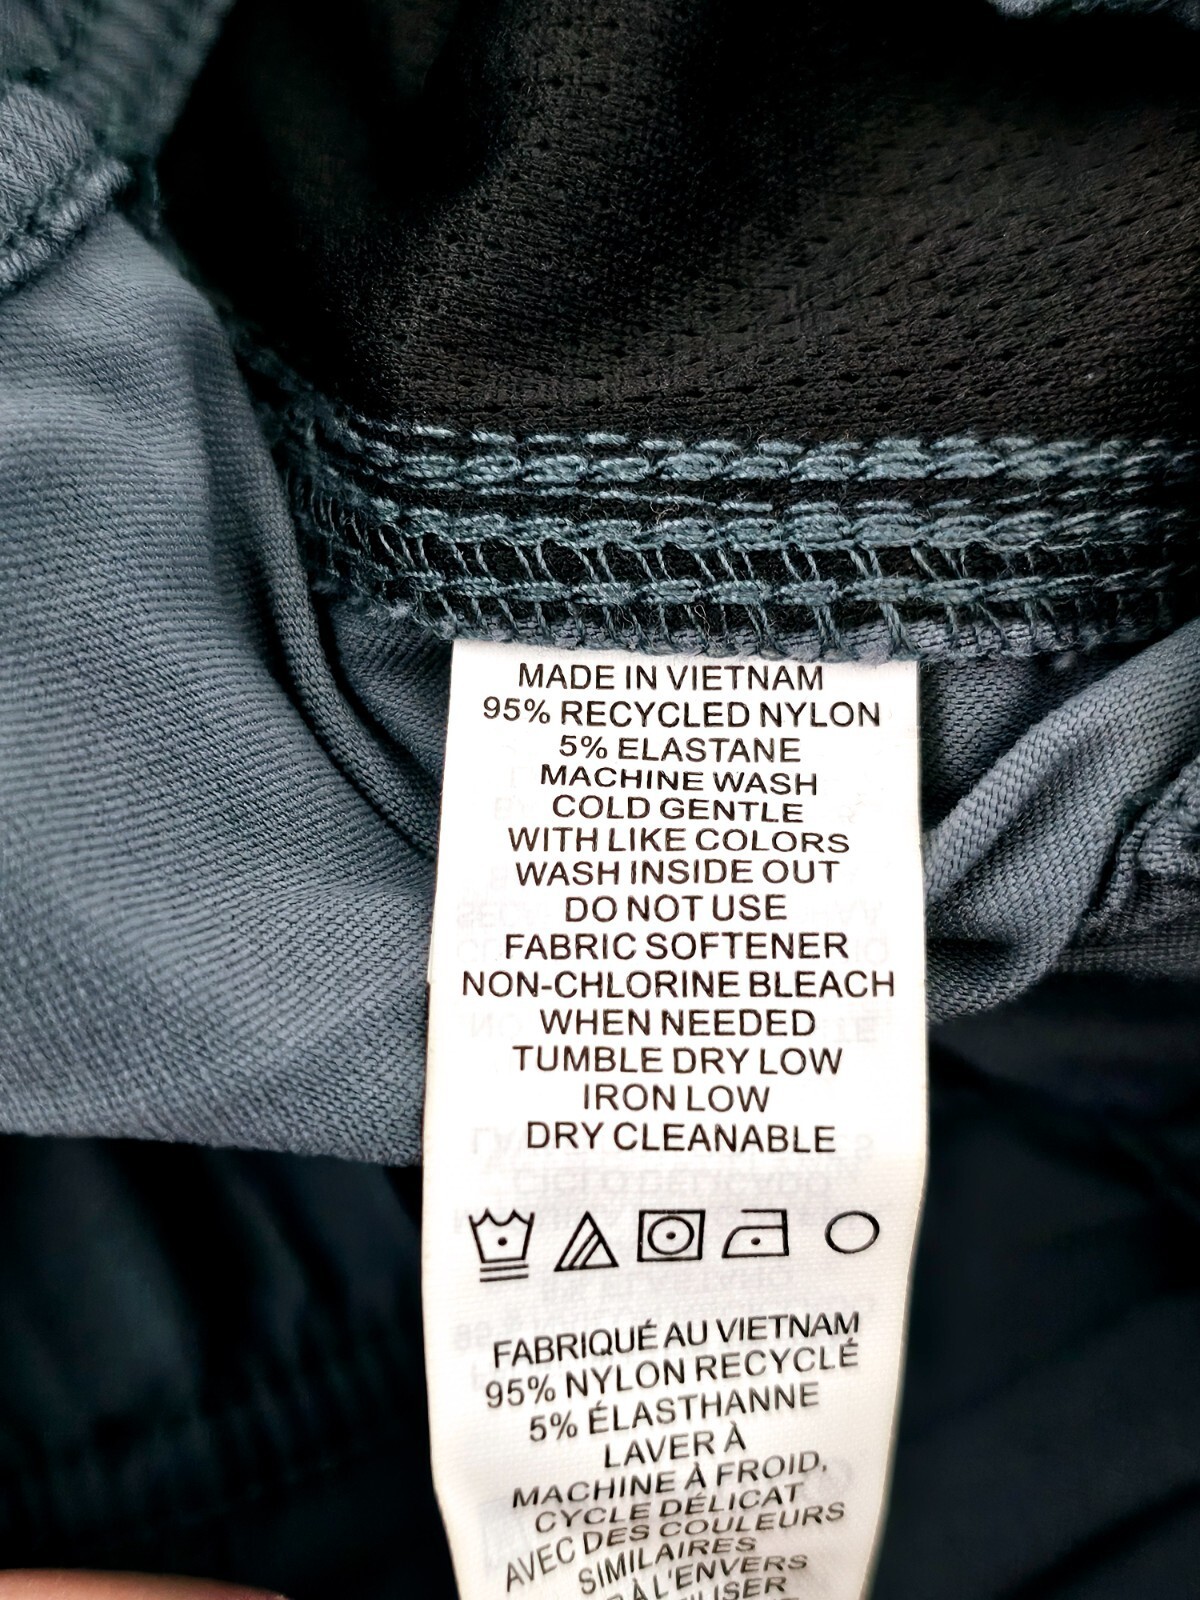 MADE IN VIETNAM
95% RECYCLED NYLON
5% ELASTANE
MACHINE WASH
COLD GENTLE
WITH LIKE COLORS
WASH INSIDE OUT
DO NOT USE
FABRIC SOFTENER
NON-CHLORINE BLEACH
WHEN NEEDED
TUMBLE DRY LOW
IRON LOW
DRY CLEANABLE
FABRIQUÉ AU VIETNAM
95% NYLON RECYCLÉ
5% ÉLASTHANNE
LAVER À
MACHINE À FROID,
CYCLE DÉLICAT
AVEC DES COULEURS
SIMILAIRES
À L'ENVERS